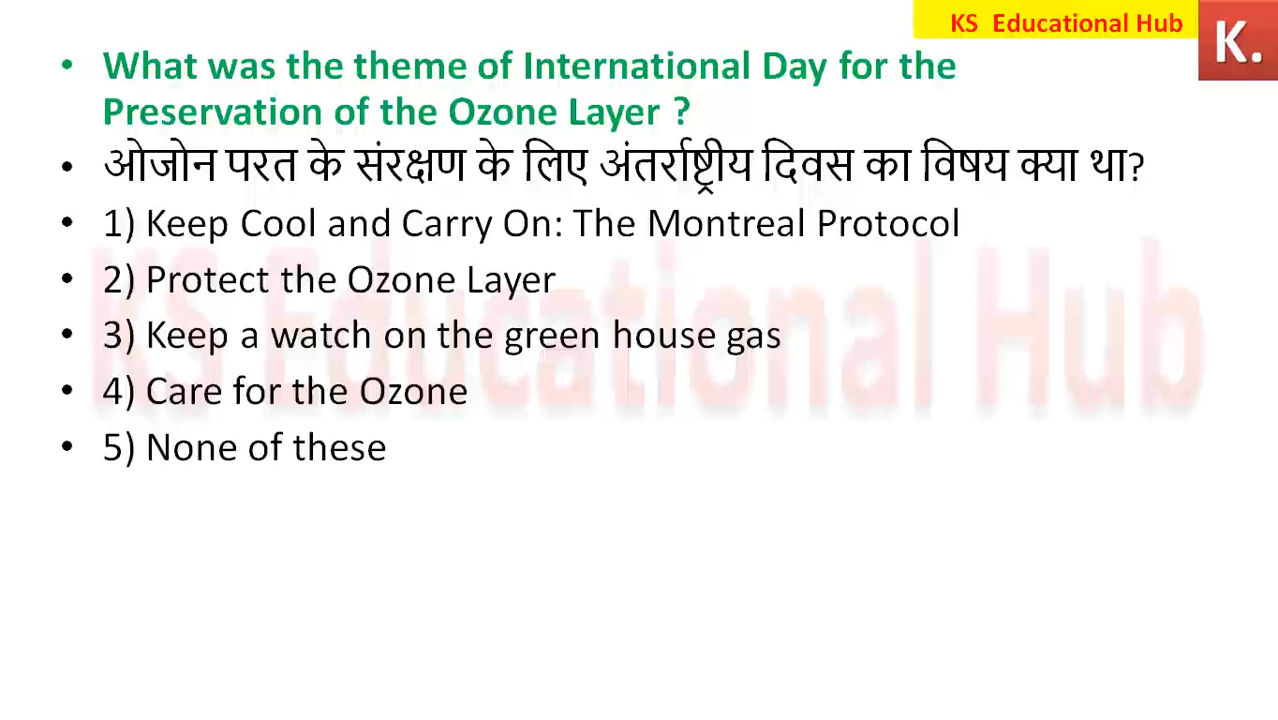 KS Educational Hub
K.
• What was the theme of International Day for the
Preservation of the Ozone Layer ?
• ओजोन परत के संरक्षण के लिए अंतर्राष्ट्रीय दिवस का विषय क्या था?
• 1) Keep Cool and Carry On: The Montreal Protocol
• 2) Protect the Ozone Layer
• 3) Keep a watch on the green house gas
• 4) Care for the Ozone
• 5) None of these
KS Educational Hub